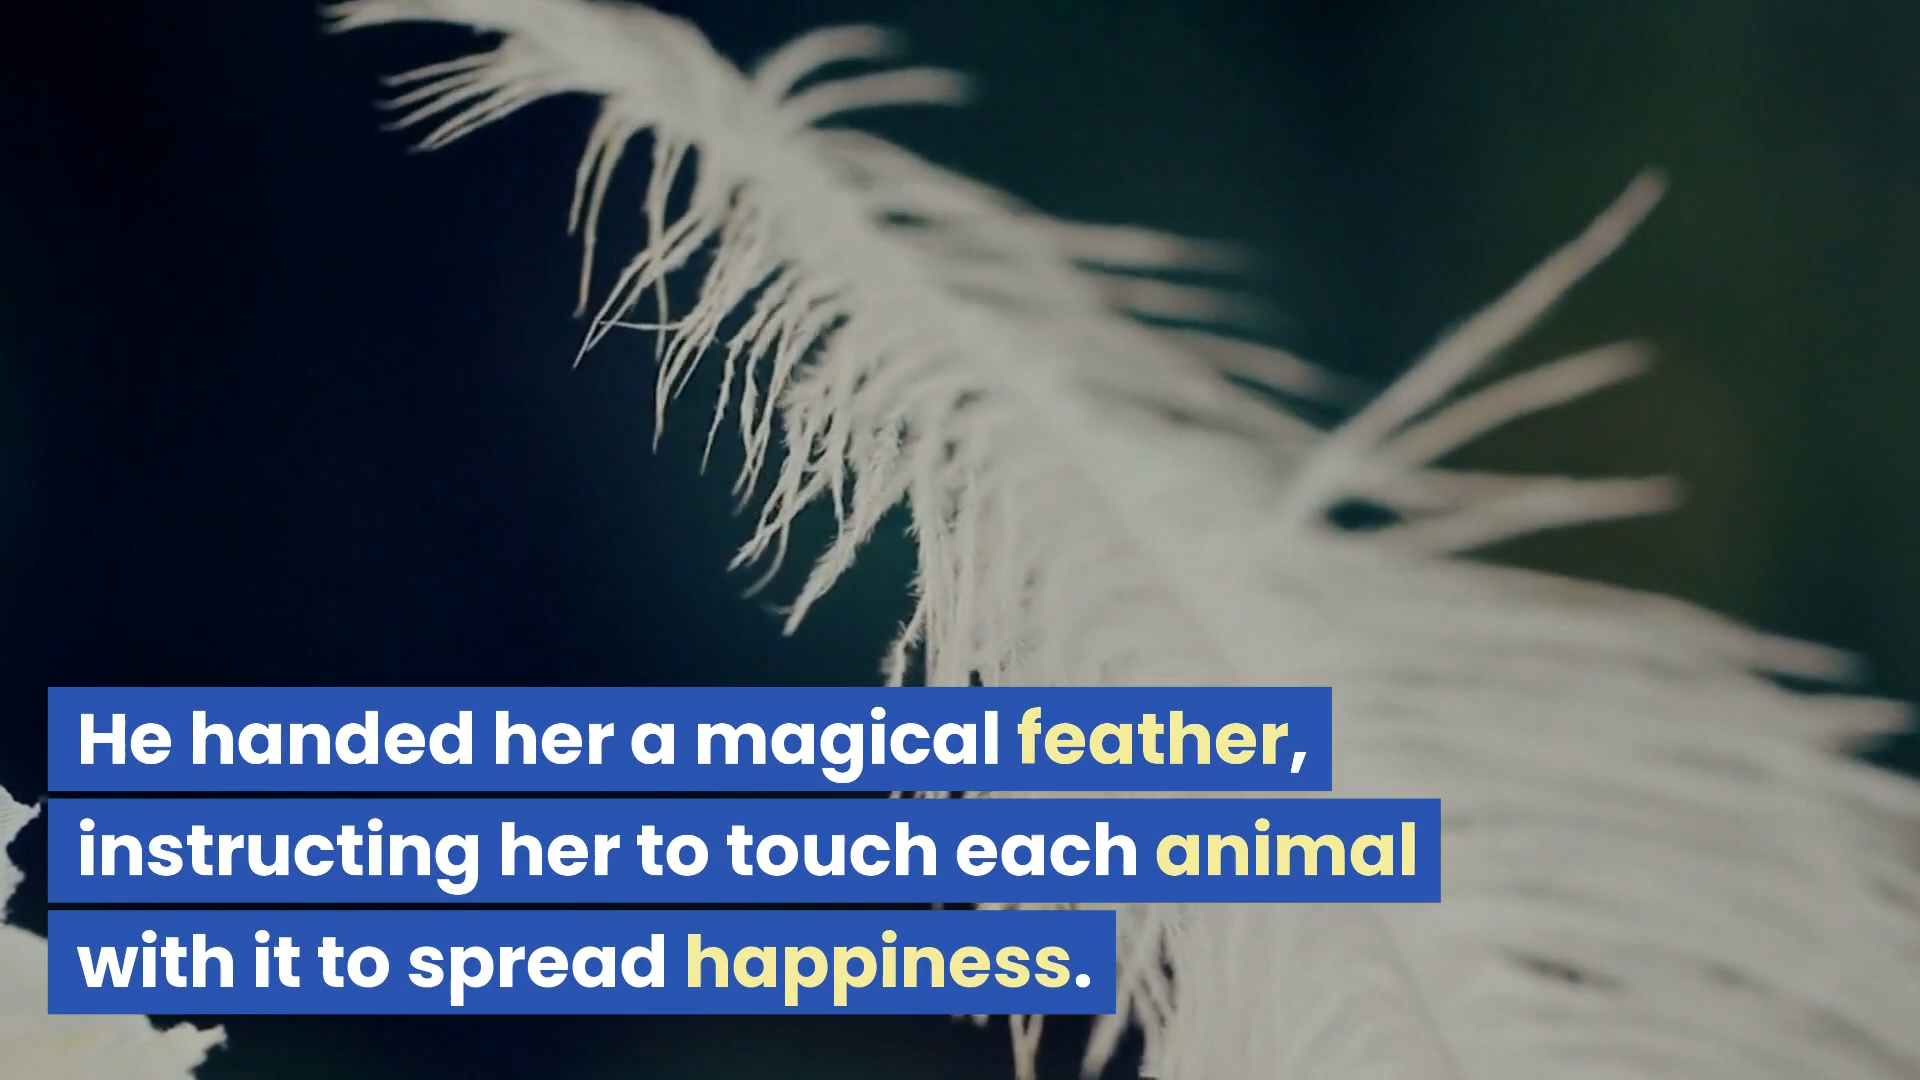 He handed her a magical feather,
instructing her to touch each animal
with it to spread happiness.